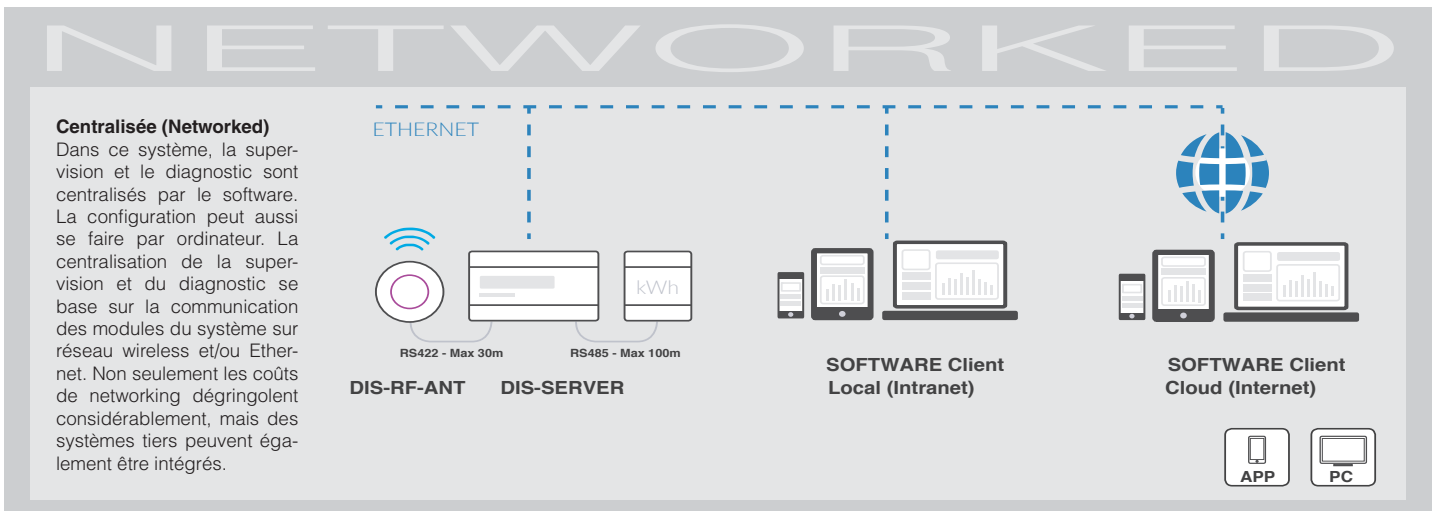 NETWORKED
Centralisée (Networked)
Dans ce système, la super-
vision et le diagnostic sont
centralisés par le software.
La configuration peut aussi
se faire par ordinateur. La
centralisation de la super-
vision et du diagnostic se
base sur la communication
des modules du système sur
réseau wireless et/ou Ether-
net. Non seulement les coûts
de networking dégringolent
considérablement, mais des
systèmes tiers peuvent éga-
lement être intégrés.
ETHERNET
kWh
RS422 - Max 30m
RS485 - Max 100m
DIS-RF-ANT
DIS-SERVER
SOFTWARE Client
Local (Intranet)
SOFTWARE Client
Cloud (Internet)
APP
PC